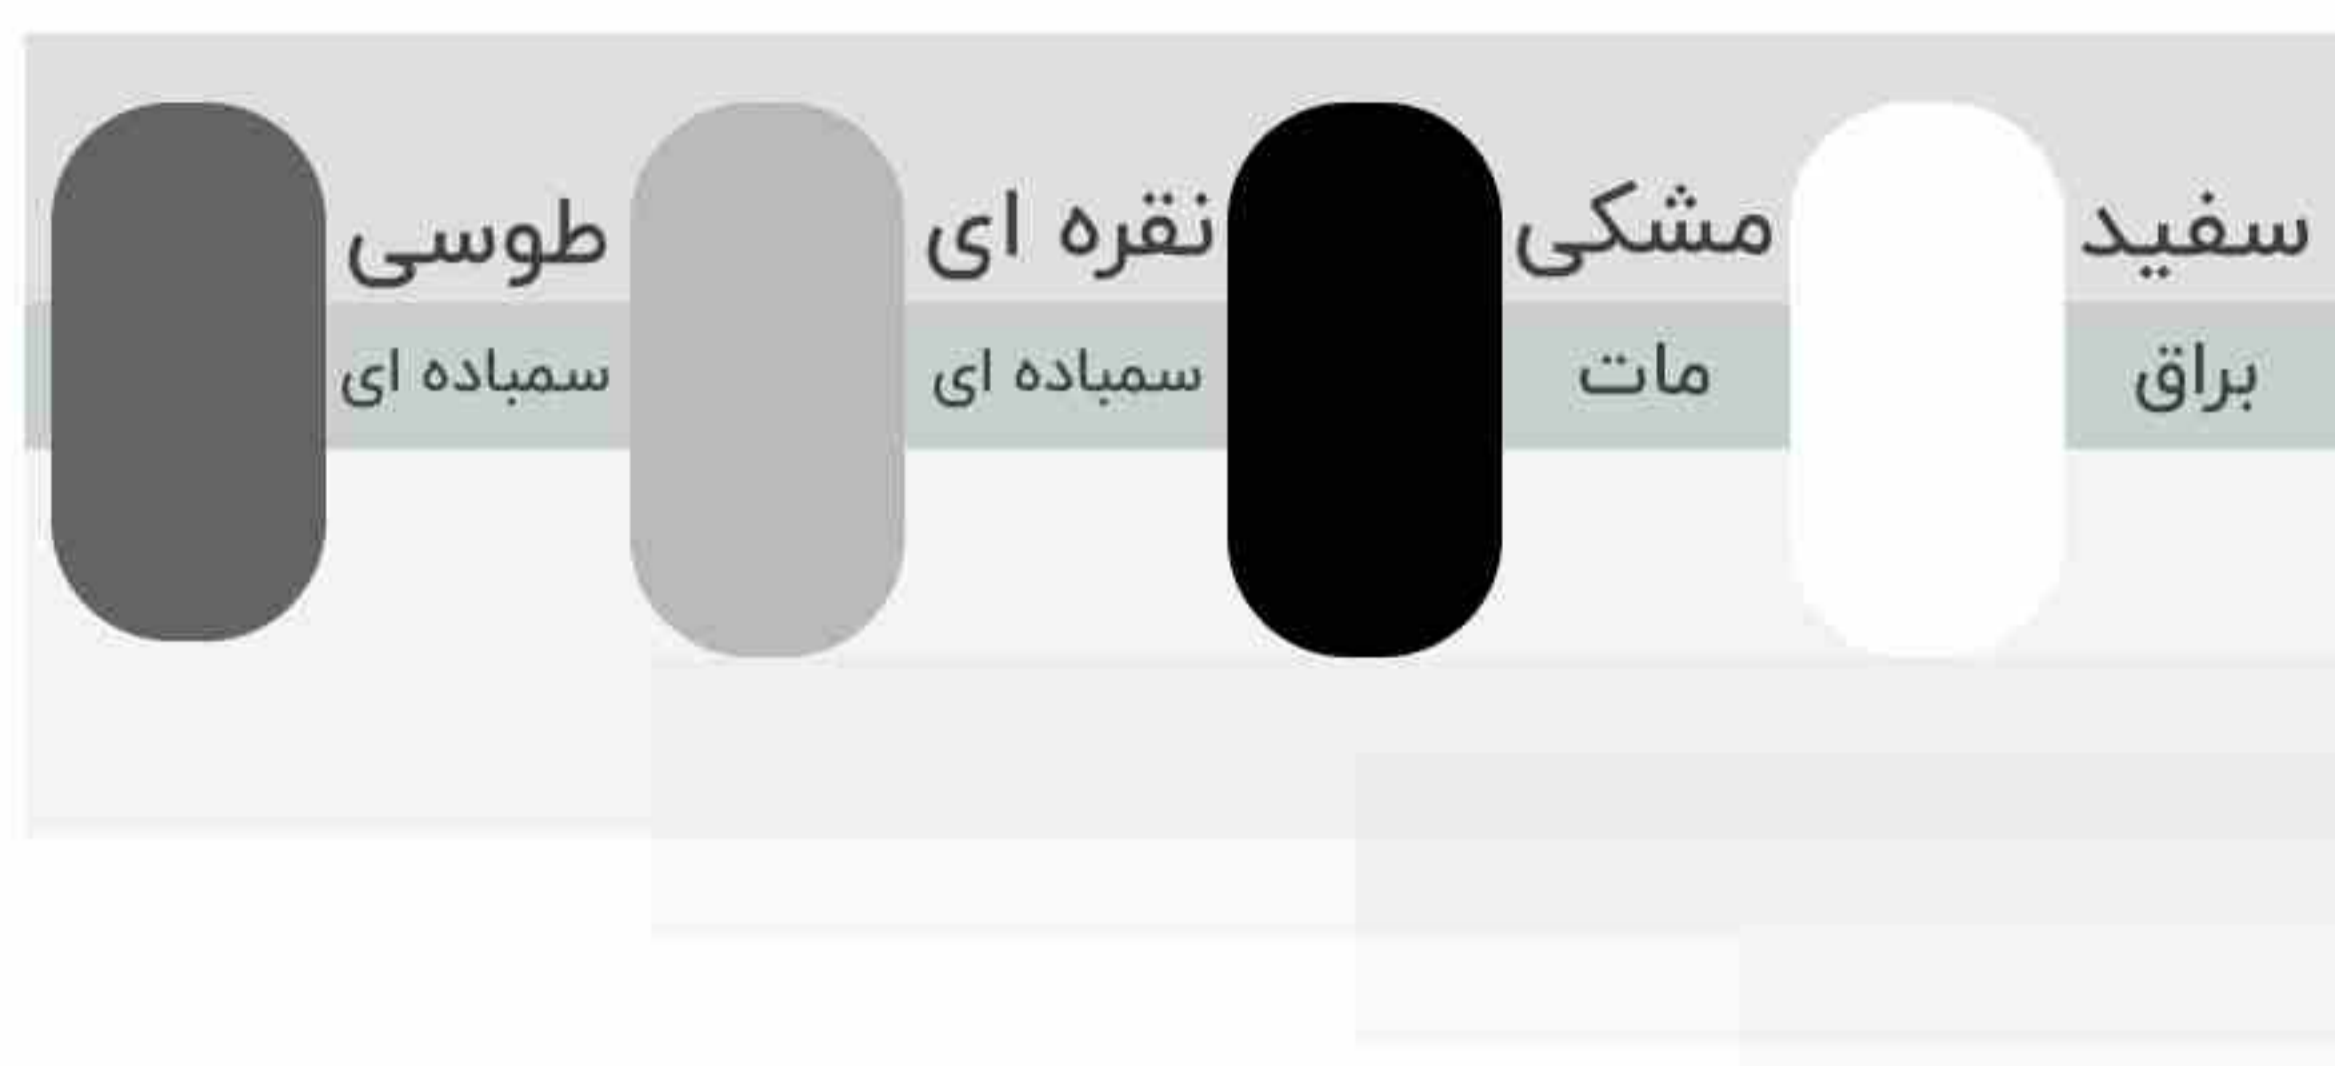 سفید
براق
مشکی
مات
نقره ای
سمباده ای
طوسی
سمباده ای